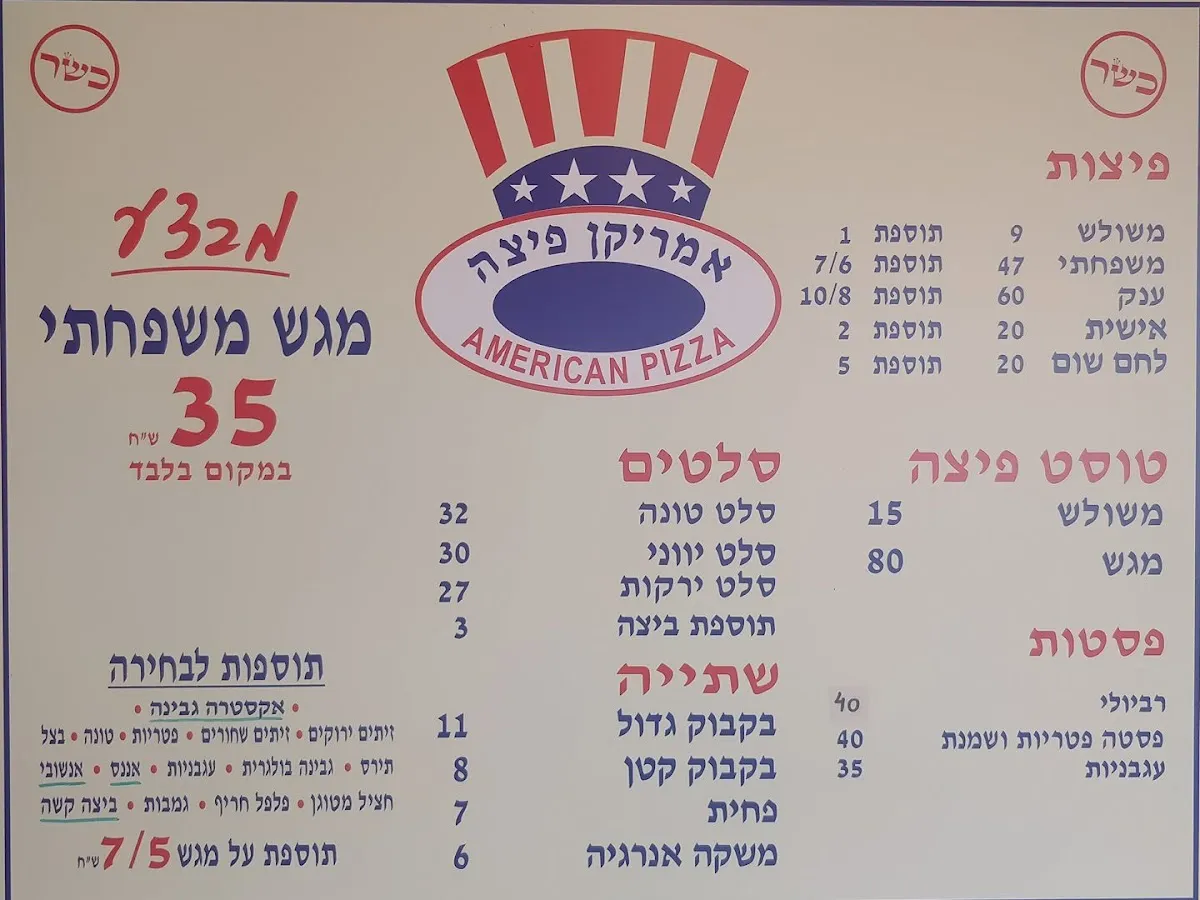 כשר
כשר
אמריקן פיצה
AMERICAN PIZZA
פיצות
משולש 9 תוספת 1
משפחתי 47 תוספת 7/6
ענק 60 תוספת 10/8
אישית 20 תוספת 2
לחם שום 20 תוספת 5
טוסט פיצה
משולש 15
מגש 80
פסטות
רביולי 40
פסטה פטריות ושמנת 40
עגבניות 35
סלטים
סלט טונה 32
סלט יווני 30
סלט ירקות 27
תוספת ביצה 3
שתייה
בקבוק גדול 11
בקבוק קטן 8
פחית 7
משקה אנרגיה 6
מבצע
מגש משפחתי
35 ש"ח
במקום בלבד
תוספות לבחירה
• אקסטרה גבינה •
זיתים ירוקים • זיתים שחורים • פטריות • טונה • בצל
תירס • גבינה בולגרית • עגבניות • אננס • אנשובי
חציל מטוגן • פלפל חריף • גמבות • ביצה קשה
תוספת על מגש 7/5 ש"ח